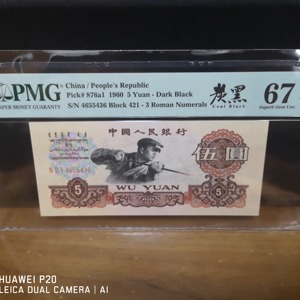 PMG
PAPER MONEY GUARANTY
China / People's Republic
Pick# 876a1 1960 5 Yuan - Dark Black
S/N 4655436 Block 421 - 3 Roman Numerals
炭黑
Coal Black
67
Superb Gem Unc
中國人民銀行
伍圓
5
WU YUAN
5
HUAWEI P20
LEICA DUAL CAMERA | AI